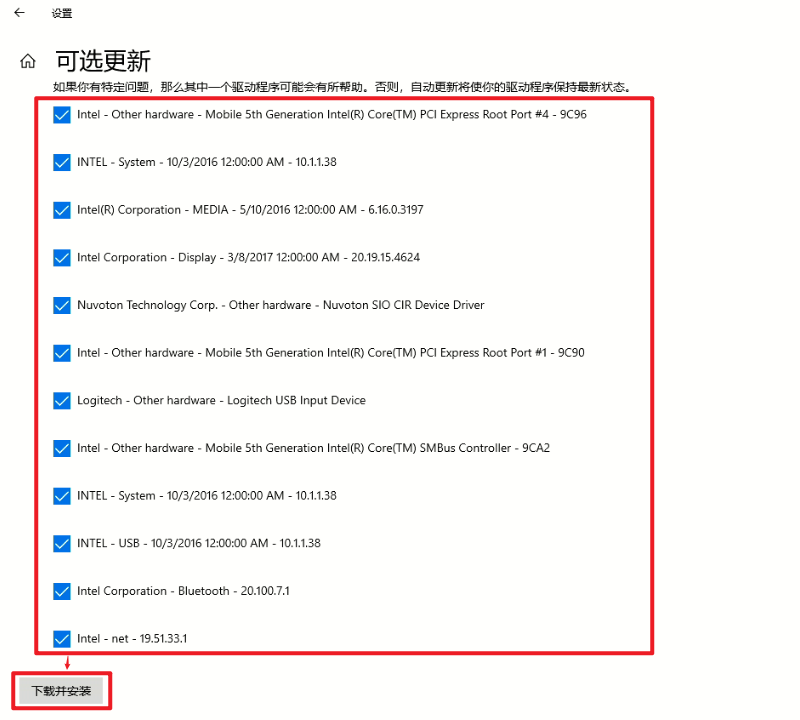 设置
可选更新
如果你有特定问题，那么其中一个驱动程序可能会有所帮助。否则，自动更新将使你的驱动程序保持最新状态。
Intel - Other hardware - Mobile 5th Generation Intel(R) Core(TM) PCI Express Root Port #4 - 9C96
INTEL - System - 10/3/2016 12:00:00 AM - 10.1.1.38
Intel(R) Corporation - MEDIA - 5/10/2016 12:00:00 AM - 6.16.0.3197
Intel Corporation - Display - 3/8/2017 12:00:00 AM - 20.19.15.4624
Nuvoton Technology Corp. - Other hardware - Nuvoton SIO CIR Device Driver
Intel - Other hardware - Mobile 5th Generation Intel(R) Core(TM) PCI Express Root Port #1 - 9C90
Logitech - Other hardware - Logitech USB Input Device
Intel - Other hardware - Mobile 5th Generation Intel(R) Core(TM) SMBus Controller - 9CA2
INTEL - System - 10/3/2016 12:00:00 AM - 10.1.1.38
INTEL - USB - 10/3/2016 12:00:00 AM - 10.1.1.38
Intel Corporation - Bluetooth - 20.100.7.1
Intel - net - 19.51.33.1
下载并安装